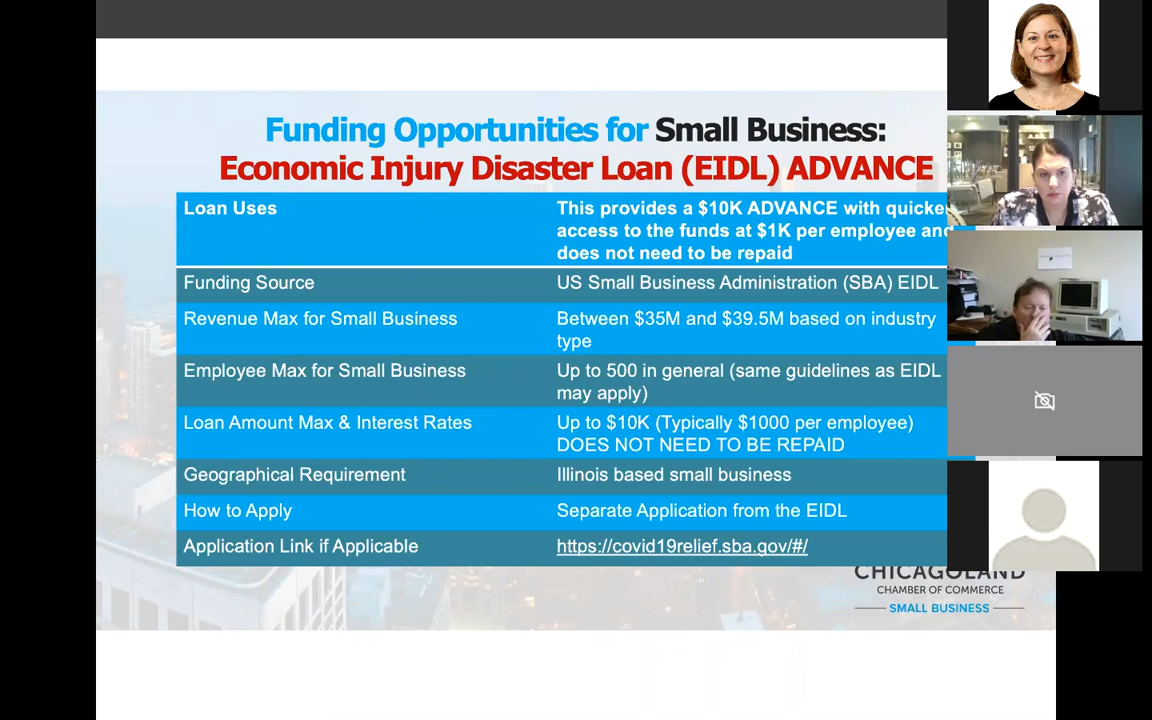 Funding Opportunities for Small Business:
Economic Injury Disaster Loan (EIDL) ADVANCE
Loan Uses
This provides a $10K ADVANCE with quicke
access to the funds at $1K per employee and
does not need to be repaid
Funding Source
US Small Business Administration (SBA) EIDL
Revenue Max for Small Business
Between $35M and $39.5M based on industry
type
Employee Max for Small Business
Up to 500 in general (same guidelines as EIDL
may apply)
Loan Amount Max & Interest Rates
Up to $10K (Typically $1000 per employee)
DOES NOT NEED TO BE REPAID
Geographical Requirement
Illinois based small business
How to Apply
Separate Application from the EIDL
Application Link if Applicable
https://covid19relief.sba.gov/#/
CHICAGOLAND
CHAMBER OF COMMERCE
SMALL BUSINESS